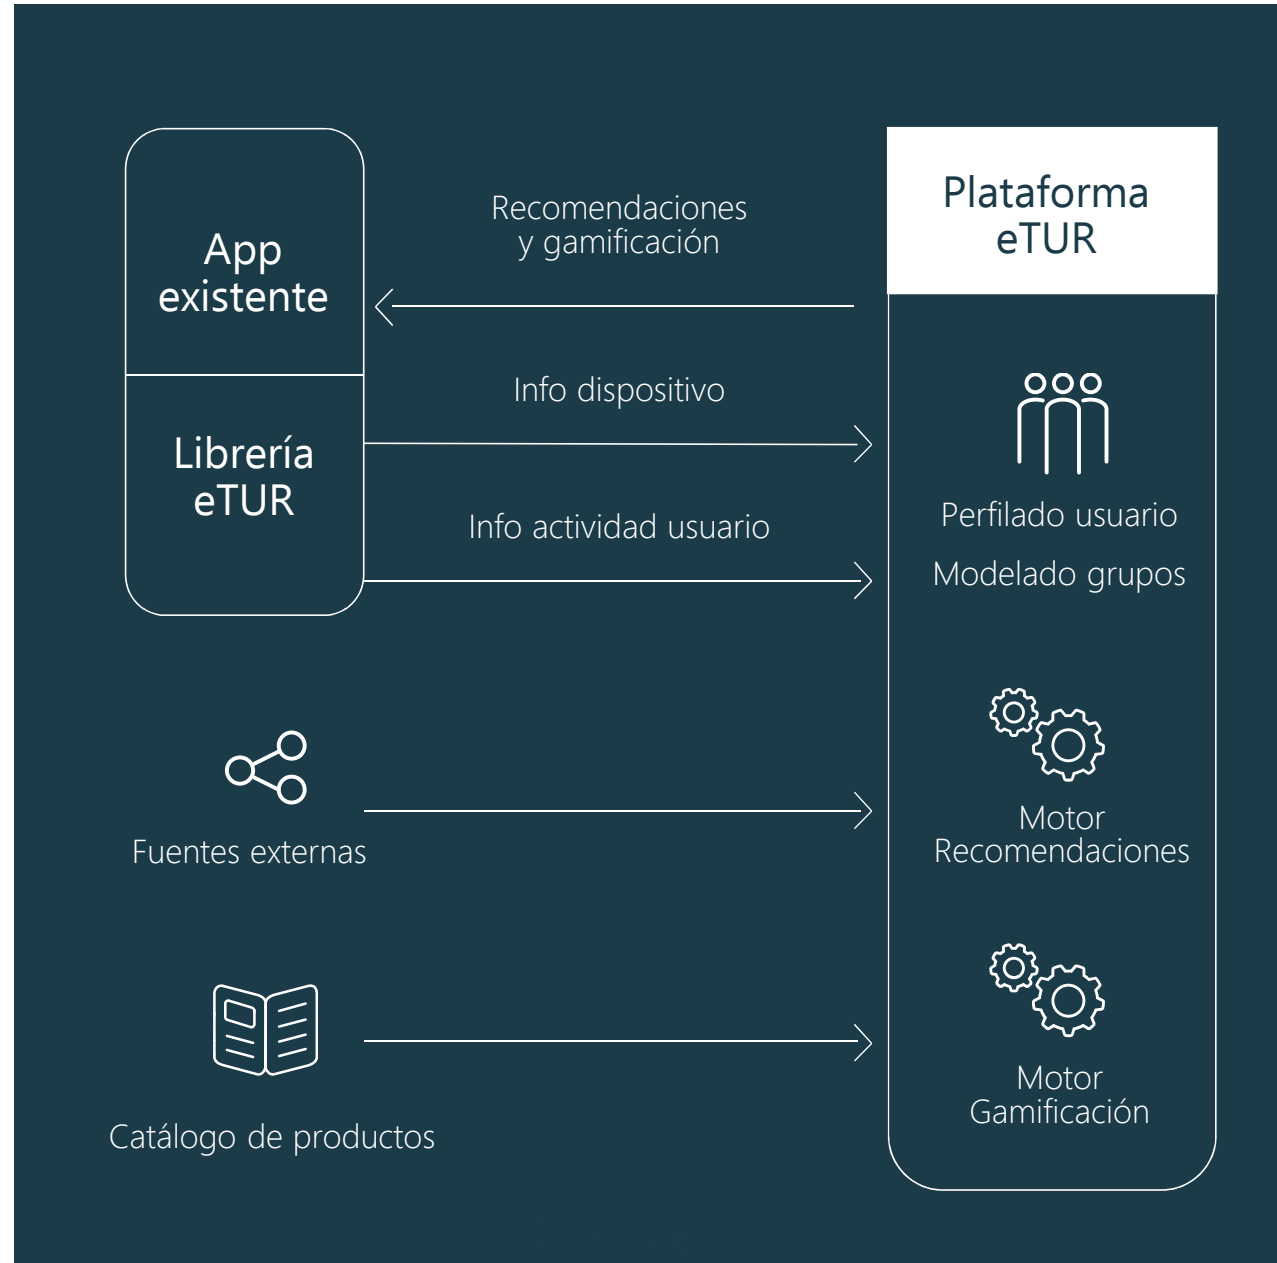 App
existente
Librería
eTUR
Recomendaciones
y gamificación
Info dispositivo
Info actividad usuario
Fuentes externas
Catálogo de productos
Plataforma
eTUR
Perfilado usuario
Modelado grupos
Motor
Recomendaciones
Motor
Gamificación